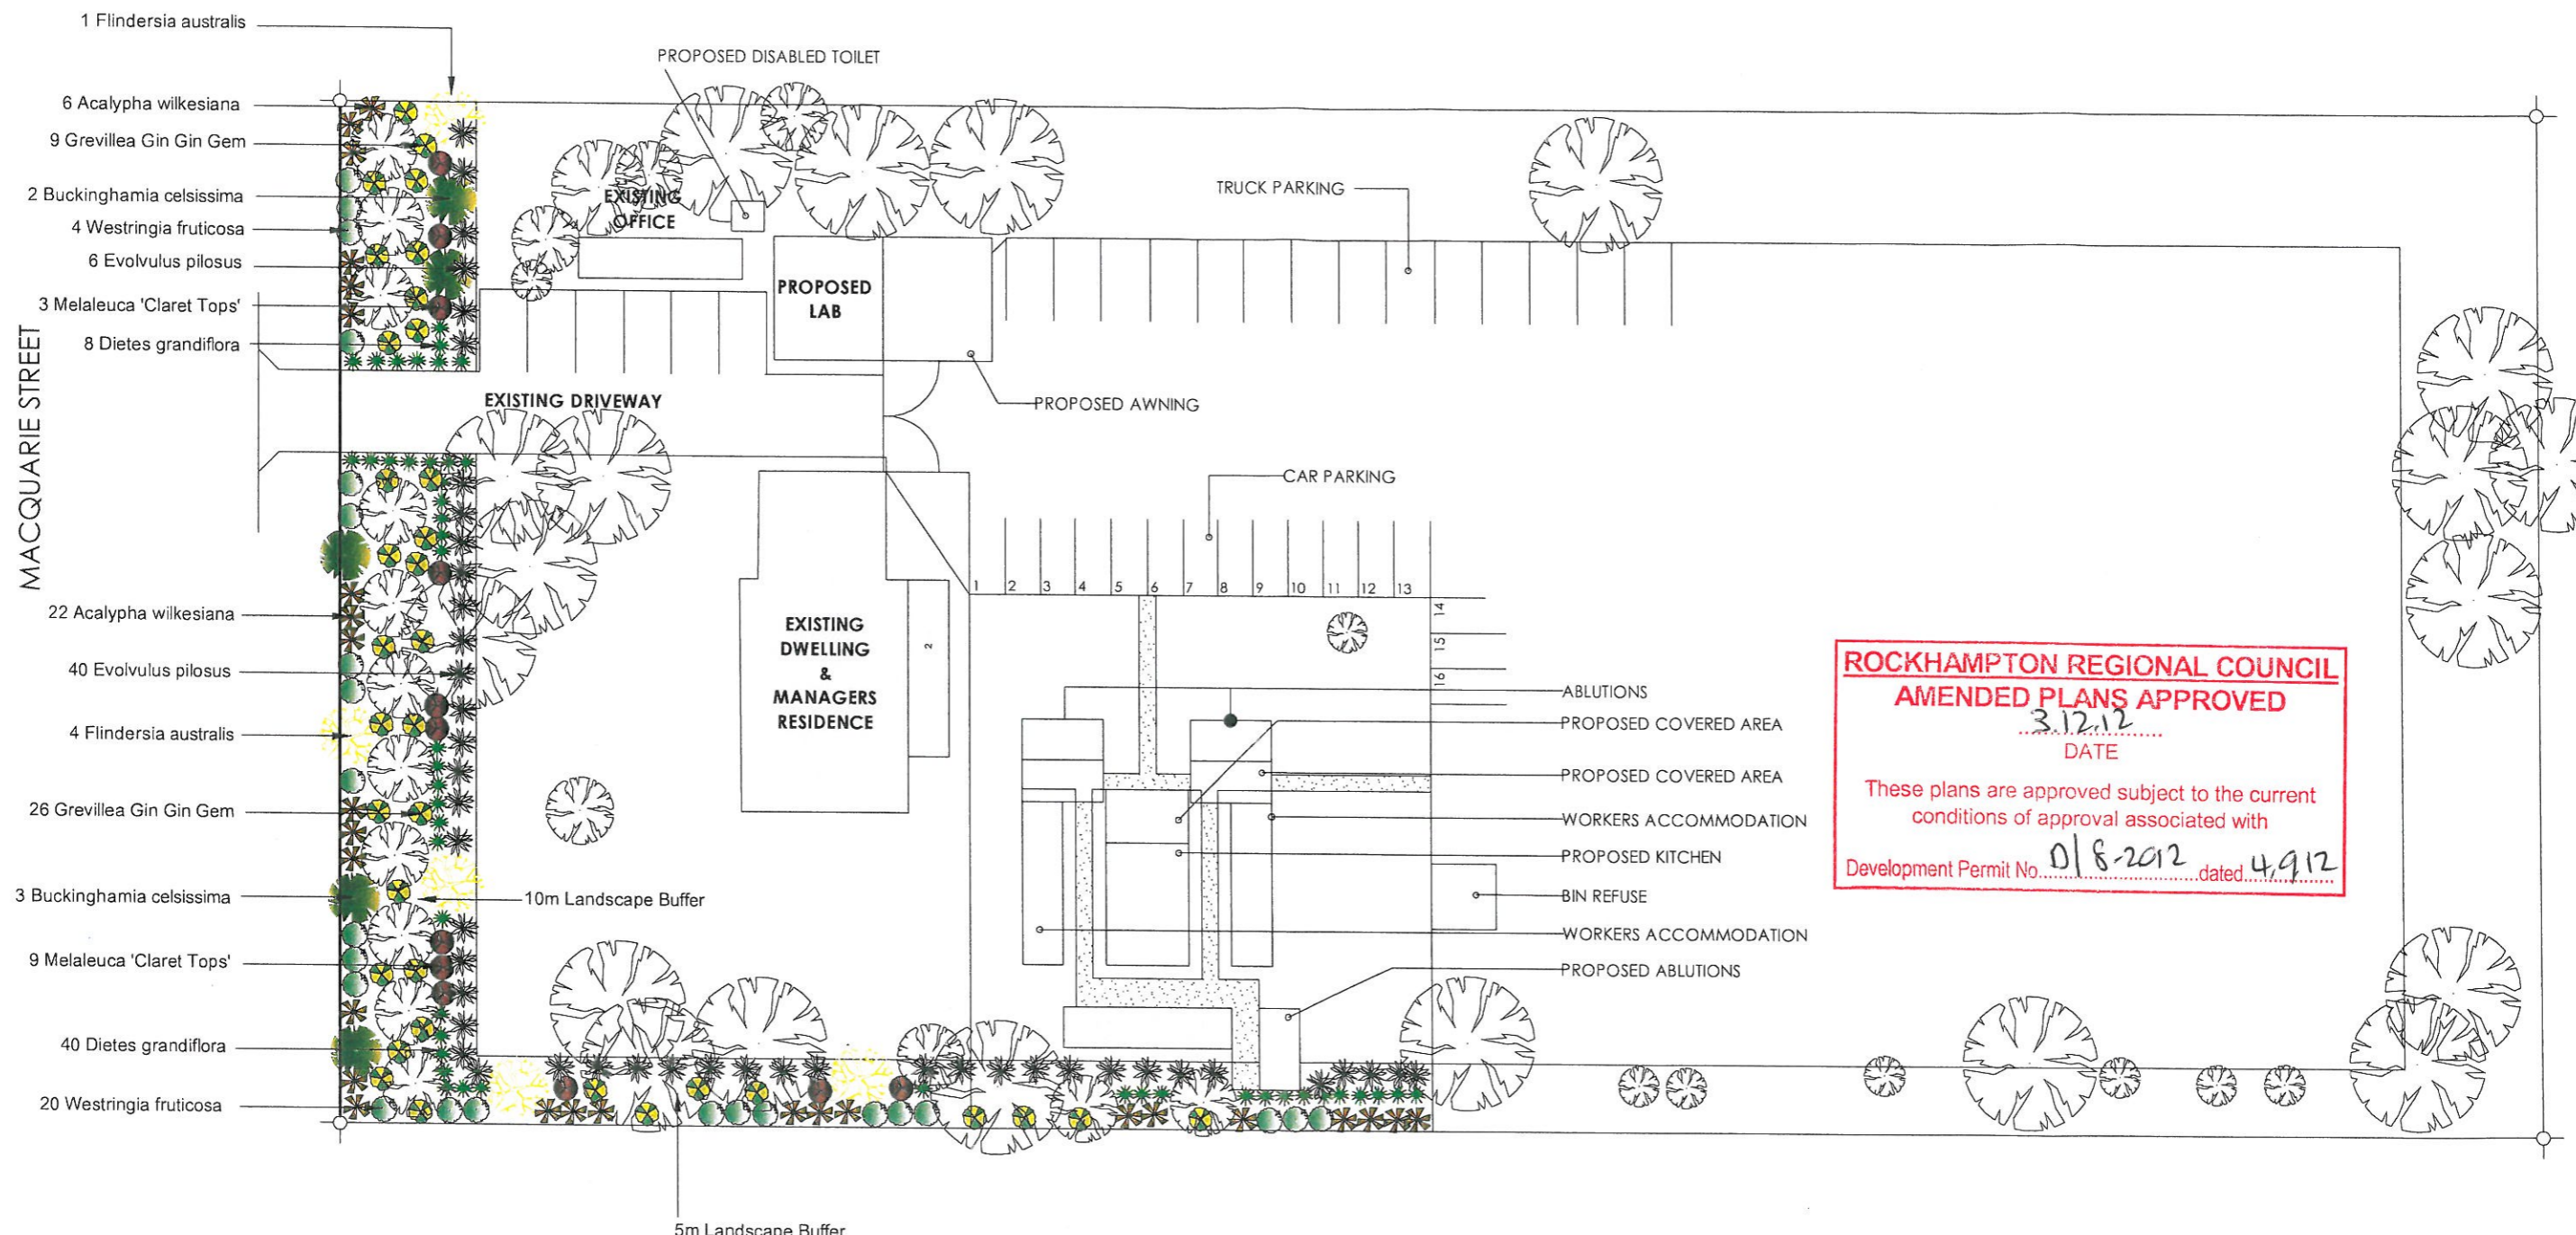 1 Flindersia australis
6 Acalypha wilkesiana
9 Grevillea Gin Gin Gem
2 Buckinghamia celsissima
4 Westringia fruticosa
6 Evolvulus pilosus
3 Melaleuca 'Claret Tops'
8 Dietes grandiflora
MACQUARIE STREET
22 Acalypha wilkesiana
40 Evolvulus pilosus
4 Flindersia australis
26 Grevillea Gin Gin Gem
3 Buckinghamia celsissima
9 Melaleuca 'Claret Tops'
40 Dietes grandiflora
20 Westringia fruticosa
PROPOSED DISABLED TOILET
EXISTING
OFFICE
PROPOSED
LAB
TRUCK PARKING
EXISTING DRIVEWAY
PROPOSED AWNING
CAR PARKING
1 2 3 4 5 6 7 8 9 10 11 12 13
14
15
16
EXISTING
DWELLING
&
MANAGERS
RESIDENCE
2
ABLUTIONS
PROPOSED COVERED AREA
PROPOSED COVERED AREA
WORKERS ACCOMMODATION
PROPOSED KITCHEN
BIN REFUSE
WORKERS ACCOMMODATION
PROPOSED ABLUTIONS
10m Landscape Buffer
5m Landscape Buffer
ROCKHAMPTON REGIONAL COUNCIL
AMENDED PLANS APPROVED
3.12.12
DATE
These plans are approved subject to the current
conditions of approval associated with
Development Permit No. D/8-2012 dated 4.9.12